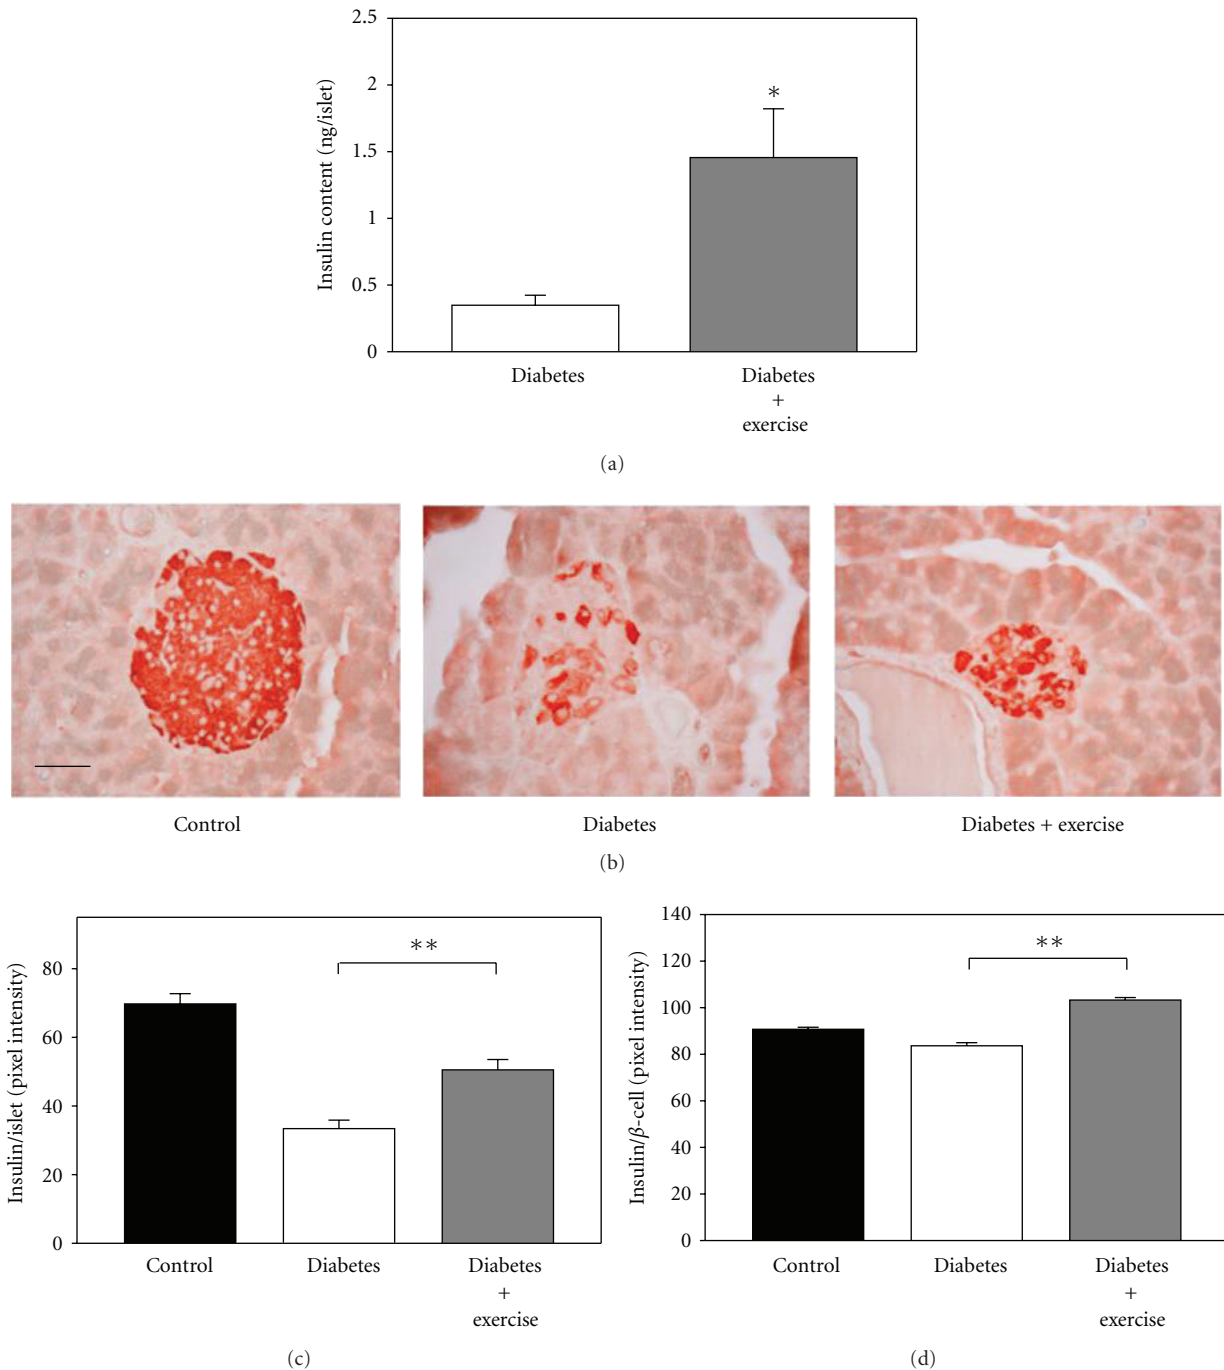 2.5
2
1.5
1
0.5
0
Insulin content (ng/islet)
*
Diabetes
Diabetes
+
exercise
(a)
Control
Diabetes
Diabetes + exercise
(b)
80
60
40
20
0
Insulin/islet (pixel intensity)
**
Control
Diabetes
Diabetes
+
exercise
(c)
140
120
100
80
60
40
20
0
Insulin/β-cell (pixel intensity)
**
Control
Diabetes
Diabetes
+
exercise
(d)